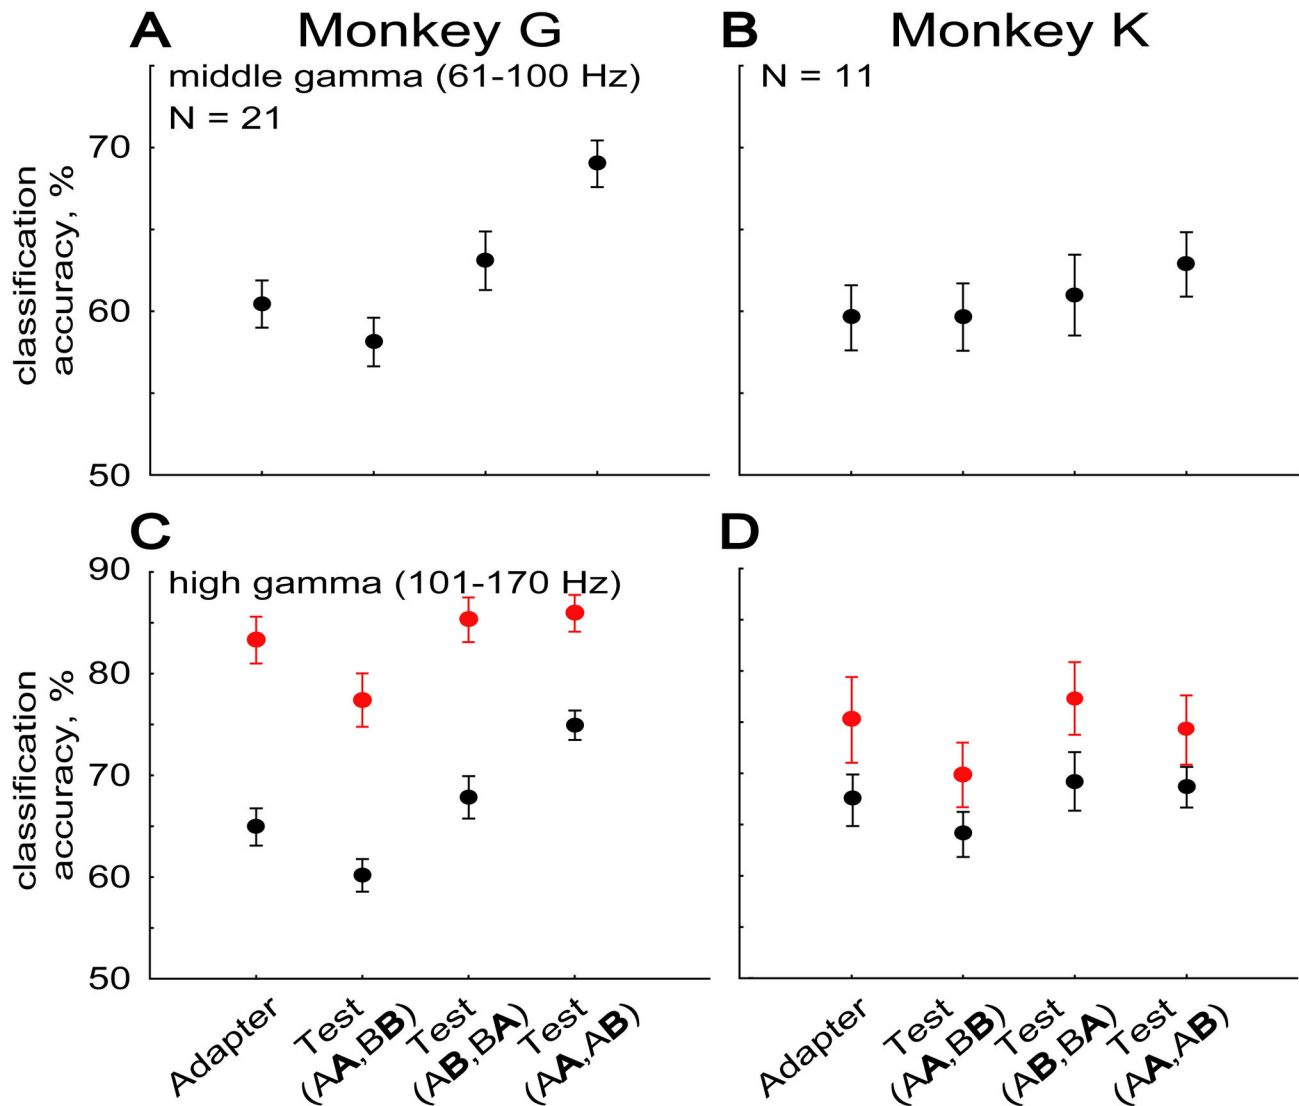 A Monkey G
B Monkey K
middle gamma (61-100 Hz)
N = 21
N = 11
70
60
50
classification
accuracy, %
C
D
high gamma (101-170 Hz)
90
80
70
60
50
classification
accuracy, %
Adapter
Test
(AA,BB)
Test
(AB,BA)
Test
(AA,AB)
Adapter
Test
(AA,BB)
Test
(AB,BA)
Test
(AA,AB)